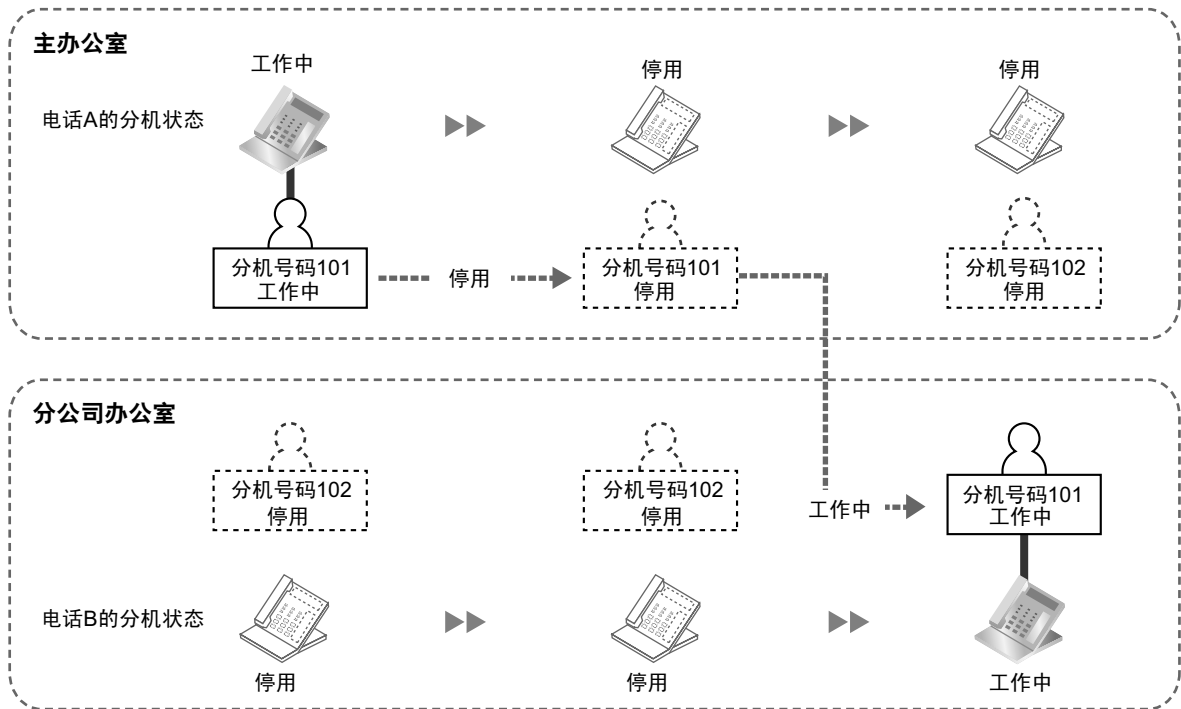 主办公室
工作中
停用
停用
电话A的分机状态
分机号码101
工作中
停用
分机号码101
停用
分机号码102
停用
分公司办公室
分机号码102
停用
分机号码102
停用
工作中
分机号码101
工作中
电话B的分机状态
停用
停用
工作中